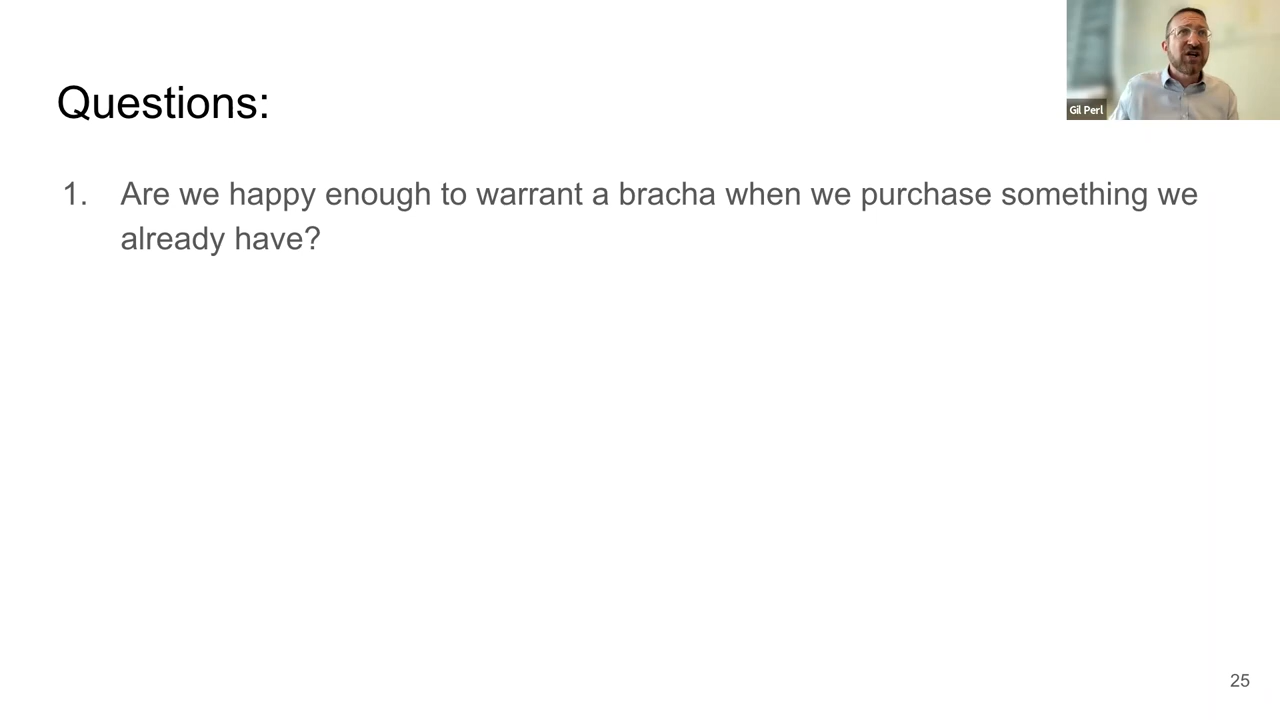 Gil Perl
Questions:
1. Are we happy enough to warrant a bracha when we purchase something we
already have?
25